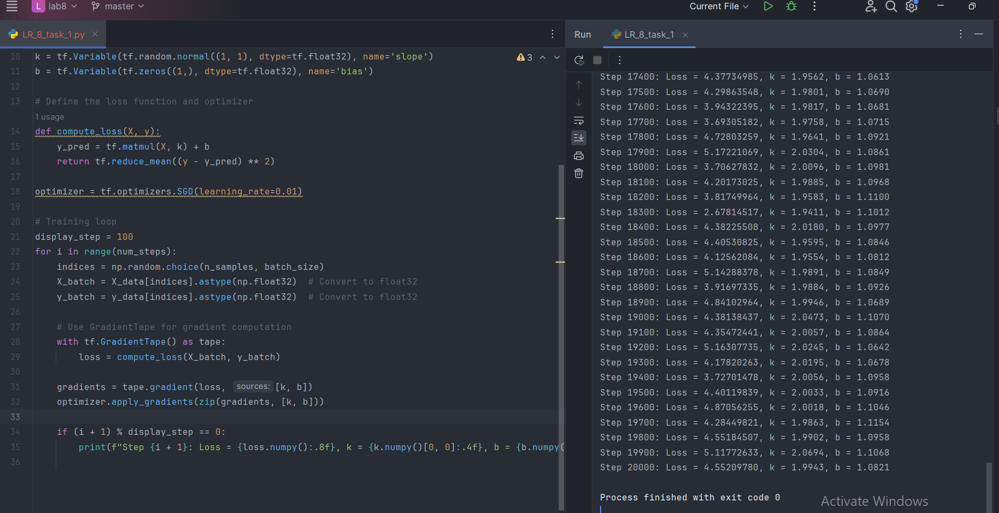 L lab8 master Current File
LR_8_task_1.py
Run LR_8_task_1
3
10 k = tf.Variable(tf.random.normal((1, 1), dtype=tf.float32), name='slope')
11 b = tf.Variable(tf.zeros((1,), dtype=tf.float32), name='bias')
12
13 # Define the loss function and optimizer
1 usage
14 def compute_loss(X, y):
15 y_pred = tf.matmul(X, k) + b
16 return tf.reduce_mean((y - y_pred) ** 2)
17
18 optimizer = tf.optimizers.SGD(learning_rate=0.01)
19
20 # Training loop
21 display_step = 100
22 for i in range(num_steps):
23 indices = np.random.choice(n_samples, batch_size)
24 X_batch = X_data[indices].astype(np.float32)  # Convert to float32
25 y_batch = y_data[indices].astype(np.float32)  # Convert to float32
26
27 # Use GradientTape for gradient computation
28 with tf.GradientTape() as tape:
29 loss = compute_loss(X_batch, y_batch)
30
31 gradients = tape.gradient(loss, sources: [k, b])
32 optimizer.apply_gradients(zip(gradients, [k, b]))
33
34 if (i + 1) % display_step == 0:
35 print(f"Step {i + 1}: Loss = {loss.numpy():.8f}, k = {k.numpy()[0, 0]:.4f}, b = {b.numpy(
36
Step 17400: Loss = 4.37734985, k = 1.9562, b = 1.0613
Step 17500: Loss = 4.29863548, k = 1.9801, b = 1.0690
Step 17600: Loss = 3.94322395, k = 1.9817, b = 1.0681
Step 17700: Loss = 3.69305182, k = 1.9758, b = 1.0715
Step 17800: Loss = 4.72803259, k = 1.9641, b = 1.0921
Step 17900: Loss = 5.17221069, k = 2.0304, b = 1.0861
Step 18000: Loss = 3.70627832, k = 2.0096, b = 1.0981
Step 18100: Loss = 4.20173025, k = 1.9885, b = 1.0968
Step 18200: Loss = 3.81749964, k = 1.9583, b = 1.1100
Step 18300: Loss = 2.67814517, k = 1.9411, b = 1.1012
Step 18400: Loss = 4.38225508, k = 2.0180, b = 1.0977
Step 18500: Loss = 4.40530825, k = 1.9595, b = 1.0846
Step 18600: Loss = 4.12562084, k = 1.9554, b = 1.0812
Step 18700: Loss = 5.14288378, k = 1.9891, b = 1.0849
Step 18800: Loss = 3.91697335, k = 1.9884, b = 1.0926
Step 18900: Loss = 4.84102964, k = 1.9946, b = 1.0689
Step 19000: Loss = 4.38138437, k = 2.0473, b = 1.1070
Step 19100: Loss = 4.35472441, k = 2.0057, b = 1.0864
Step 19200: Loss = 5.16307735, k = 2.0245, b = 1.0642
Step 19300: Loss = 4.17820263, k = 2.0195, b = 1.0678
Step 19400: Loss = 3.72701478, k = 2.0056, b = 1.0958
Step 19500: Loss = 4.40119839, k = 2.0033, b = 1.0916
Step 19600: Loss = 4.87056255, k = 2.0018, b = 1.1046
Step 19700: Loss = 4.28449821, k = 1.9863, b = 1.1154
Step 19800: Loss = 4.55184507, k = 1.9902, b = 1.0958
Step 19900: Loss = 5.11772633, k = 2.0694, b = 1.1068
Step 20000: Loss = 4.55209780, k = 1.9943, b = 1.0821
Process finished with exit code 0
Activate Windows